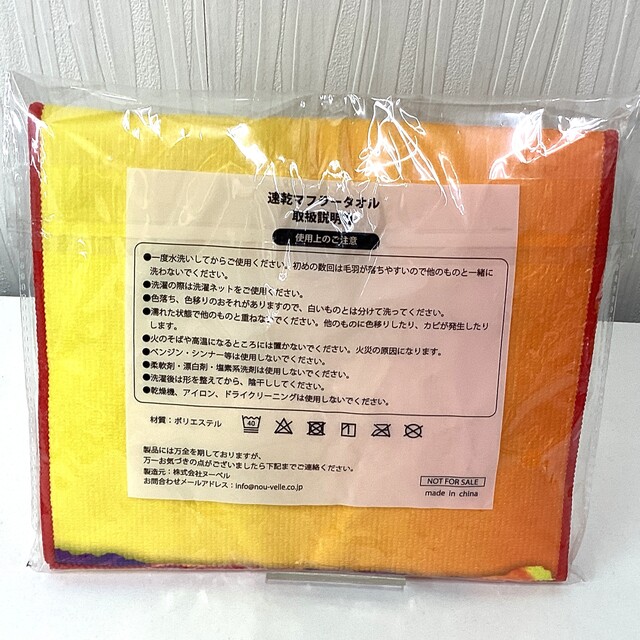 速乾マフラータオル
取扱説明
使用上のご注意
●一度水洗いしてからご使用ください。初めの数回は毛羽が落ちやすいので他のものと一緒に
洗わないでください。
●洗濯の際は洗濯ネットをご使用ください。
●色落ち、色移りのおそれがありますので、白いものとは分けて洗ってください。
●濡れた状態で他のものと重ねないでください。他のものに色移りしたり、カビが発生したり
します。
●火のそばや高温になるところには置かないでください。火災の原因になります。
●ベンジン・シンナー等は使用しないでください。
●柔軟剤・漂白剤・塩素系洗剤は使用しないでください。
●洗濯後は形を整えてから、陰干ししてください。
●乾燥機、アイロン、ドライクリーニングは使用しないでください。
材質：ポリエステル 40
製品には万全を期しておりますが、
万一お気づきの点がございましたら下記までご連絡ください。
製造元：株式会社ヌーベル
お問合わせメールアドレス：info@nou-velle.co.jp
NOT FOR SALE
made in china